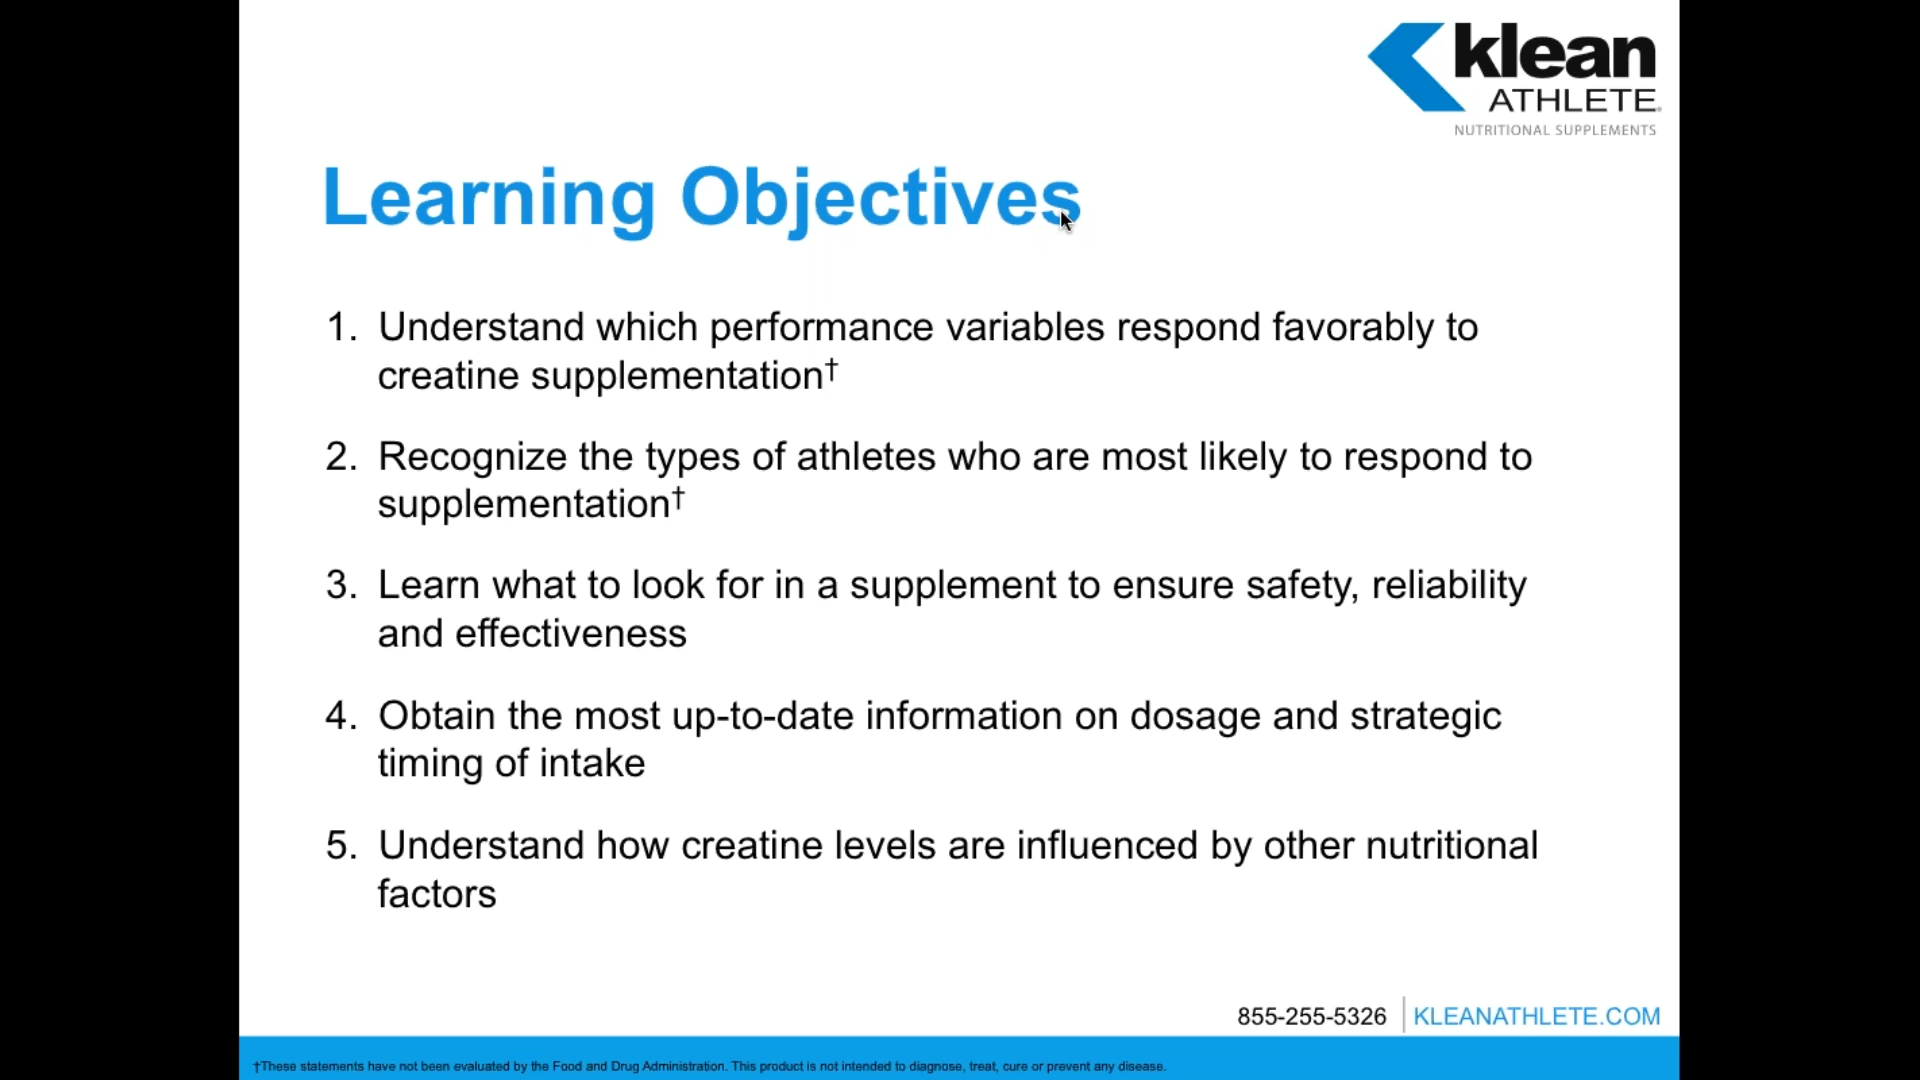 klean
ATHLETE®
NUTRITIONAL SUPPLEMENTS
Learning Objectives
1. Understand which performance variables respond favorably to
creatine supplementation†
2. Recognize the types of athletes who are most likely to respond to
supplementation†
3. Learn what to look for in a supplement to ensure safety, reliability
and effectiveness
4. Obtain the most up-to-date information on dosage and strategic
timing of intake
5. Understand how creatine levels are influenced by other nutritional
factors
855-255-5326 KLEANATHLETE.COM
†These statements have not been evaluated by the Food and Drug Administration. This product is not intended to diagnose, treat, cure or prevent any disease.